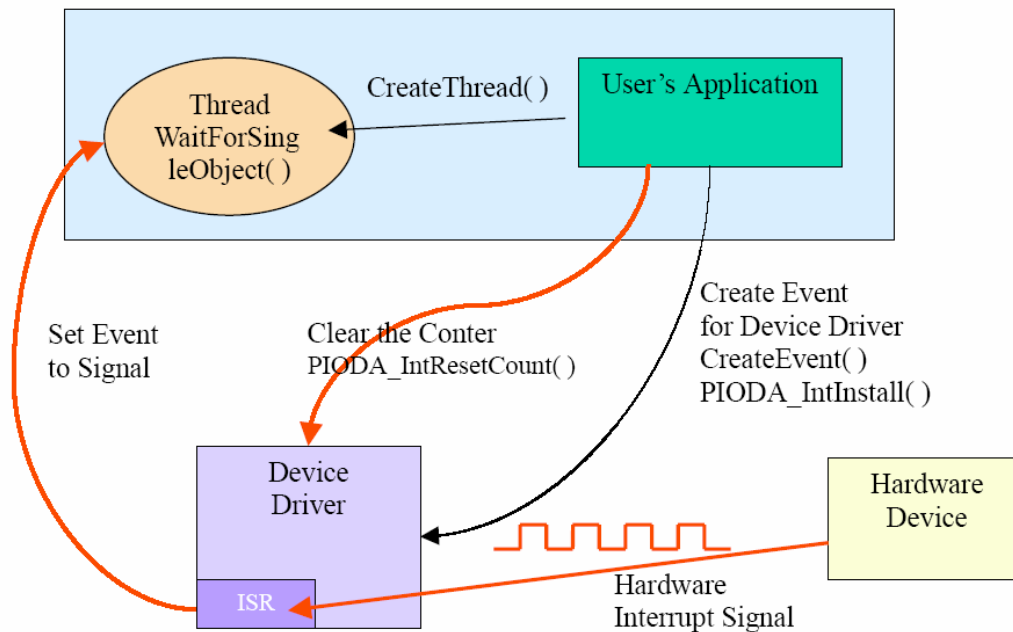 Thread
WaitForSing
leObject( )
CreateThread( )
User's Application
Set Event
to Signal
Clear the Conter
PIODA_IntResetCount( )
Create Event
for Device Driver
CreateEvent( )
PIODA_IntInstall( )
Device
Driver
ISR
Hardware
Device
Hardware
Interrupt Signal